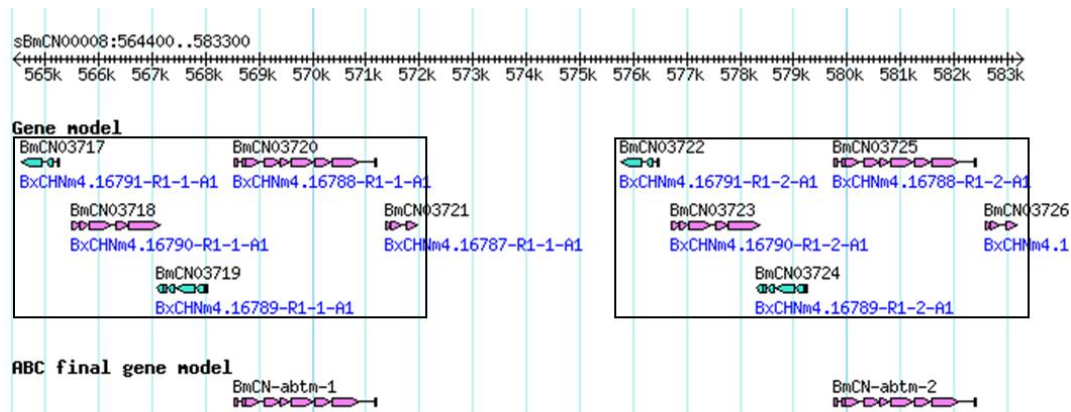 sBmCN00008:564400..583300
565k 566k 567k 568k 569k 570k 571k 572k 573k 574k 575k 576k 577k 578k 579k 580k 581k 582k 583k
Gene model
BmCN03717 BmCN03720 BmCN03722 BmCN03725
BxCHNm4.16791-R1-1-A1 BxCHNm4.16788-R1-1-A1 BxCHNm4.16791-R1-2-A1 BxCHNm4.16788-R1-2-A1
BmCN03718 BmCN03721 BmCN03723 BmCN03726
BxCHNm4.16790-R1-1-A1 BxCHNm4.16787-R1-1-A1 BxCHNm4.16790-R1-2-A1 BxCHNm4.1
BmCN03719 BmCN03724
BxCHNm4.16789-R1-1-A1 BxCHNm4.16789-R1-2-A1
ABC final gene model
BmCN-abtm-1 BmCN-abtm-2